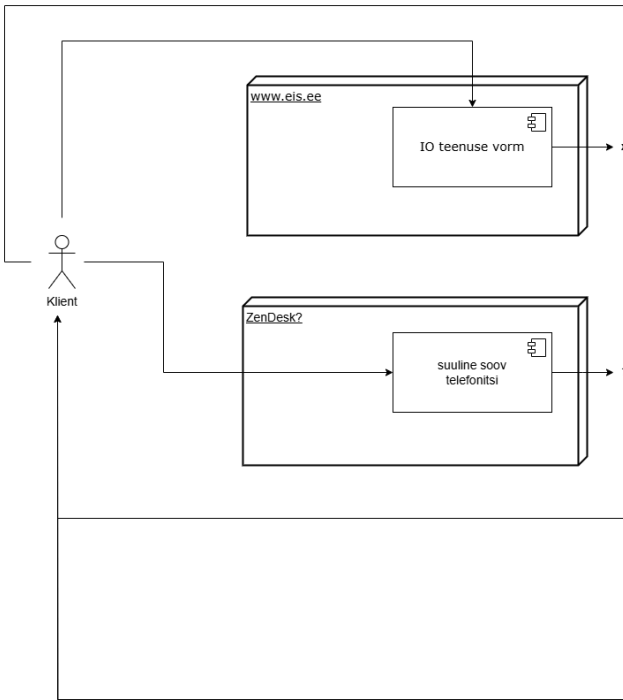 www.eis.ee
IO teenuse vorm
Klient
ZenDesk?
suuline soov
telefonitsi